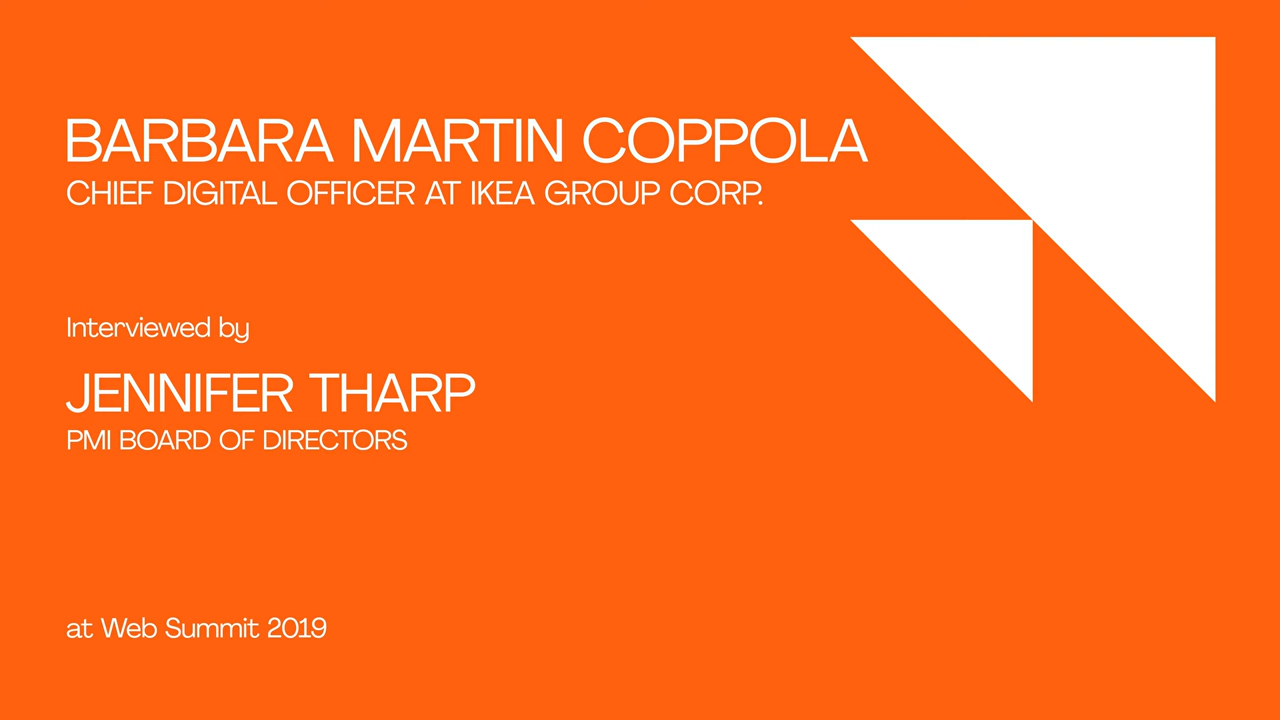 BARBARA MARTIN COPPOLA
CHIEF DIGITAL OFFICER AT IKEA GROUP CORP.
Interviewed by
JENNIFER THARP
PMI BOARD OF DIRECTORS
at Web Summit 2019